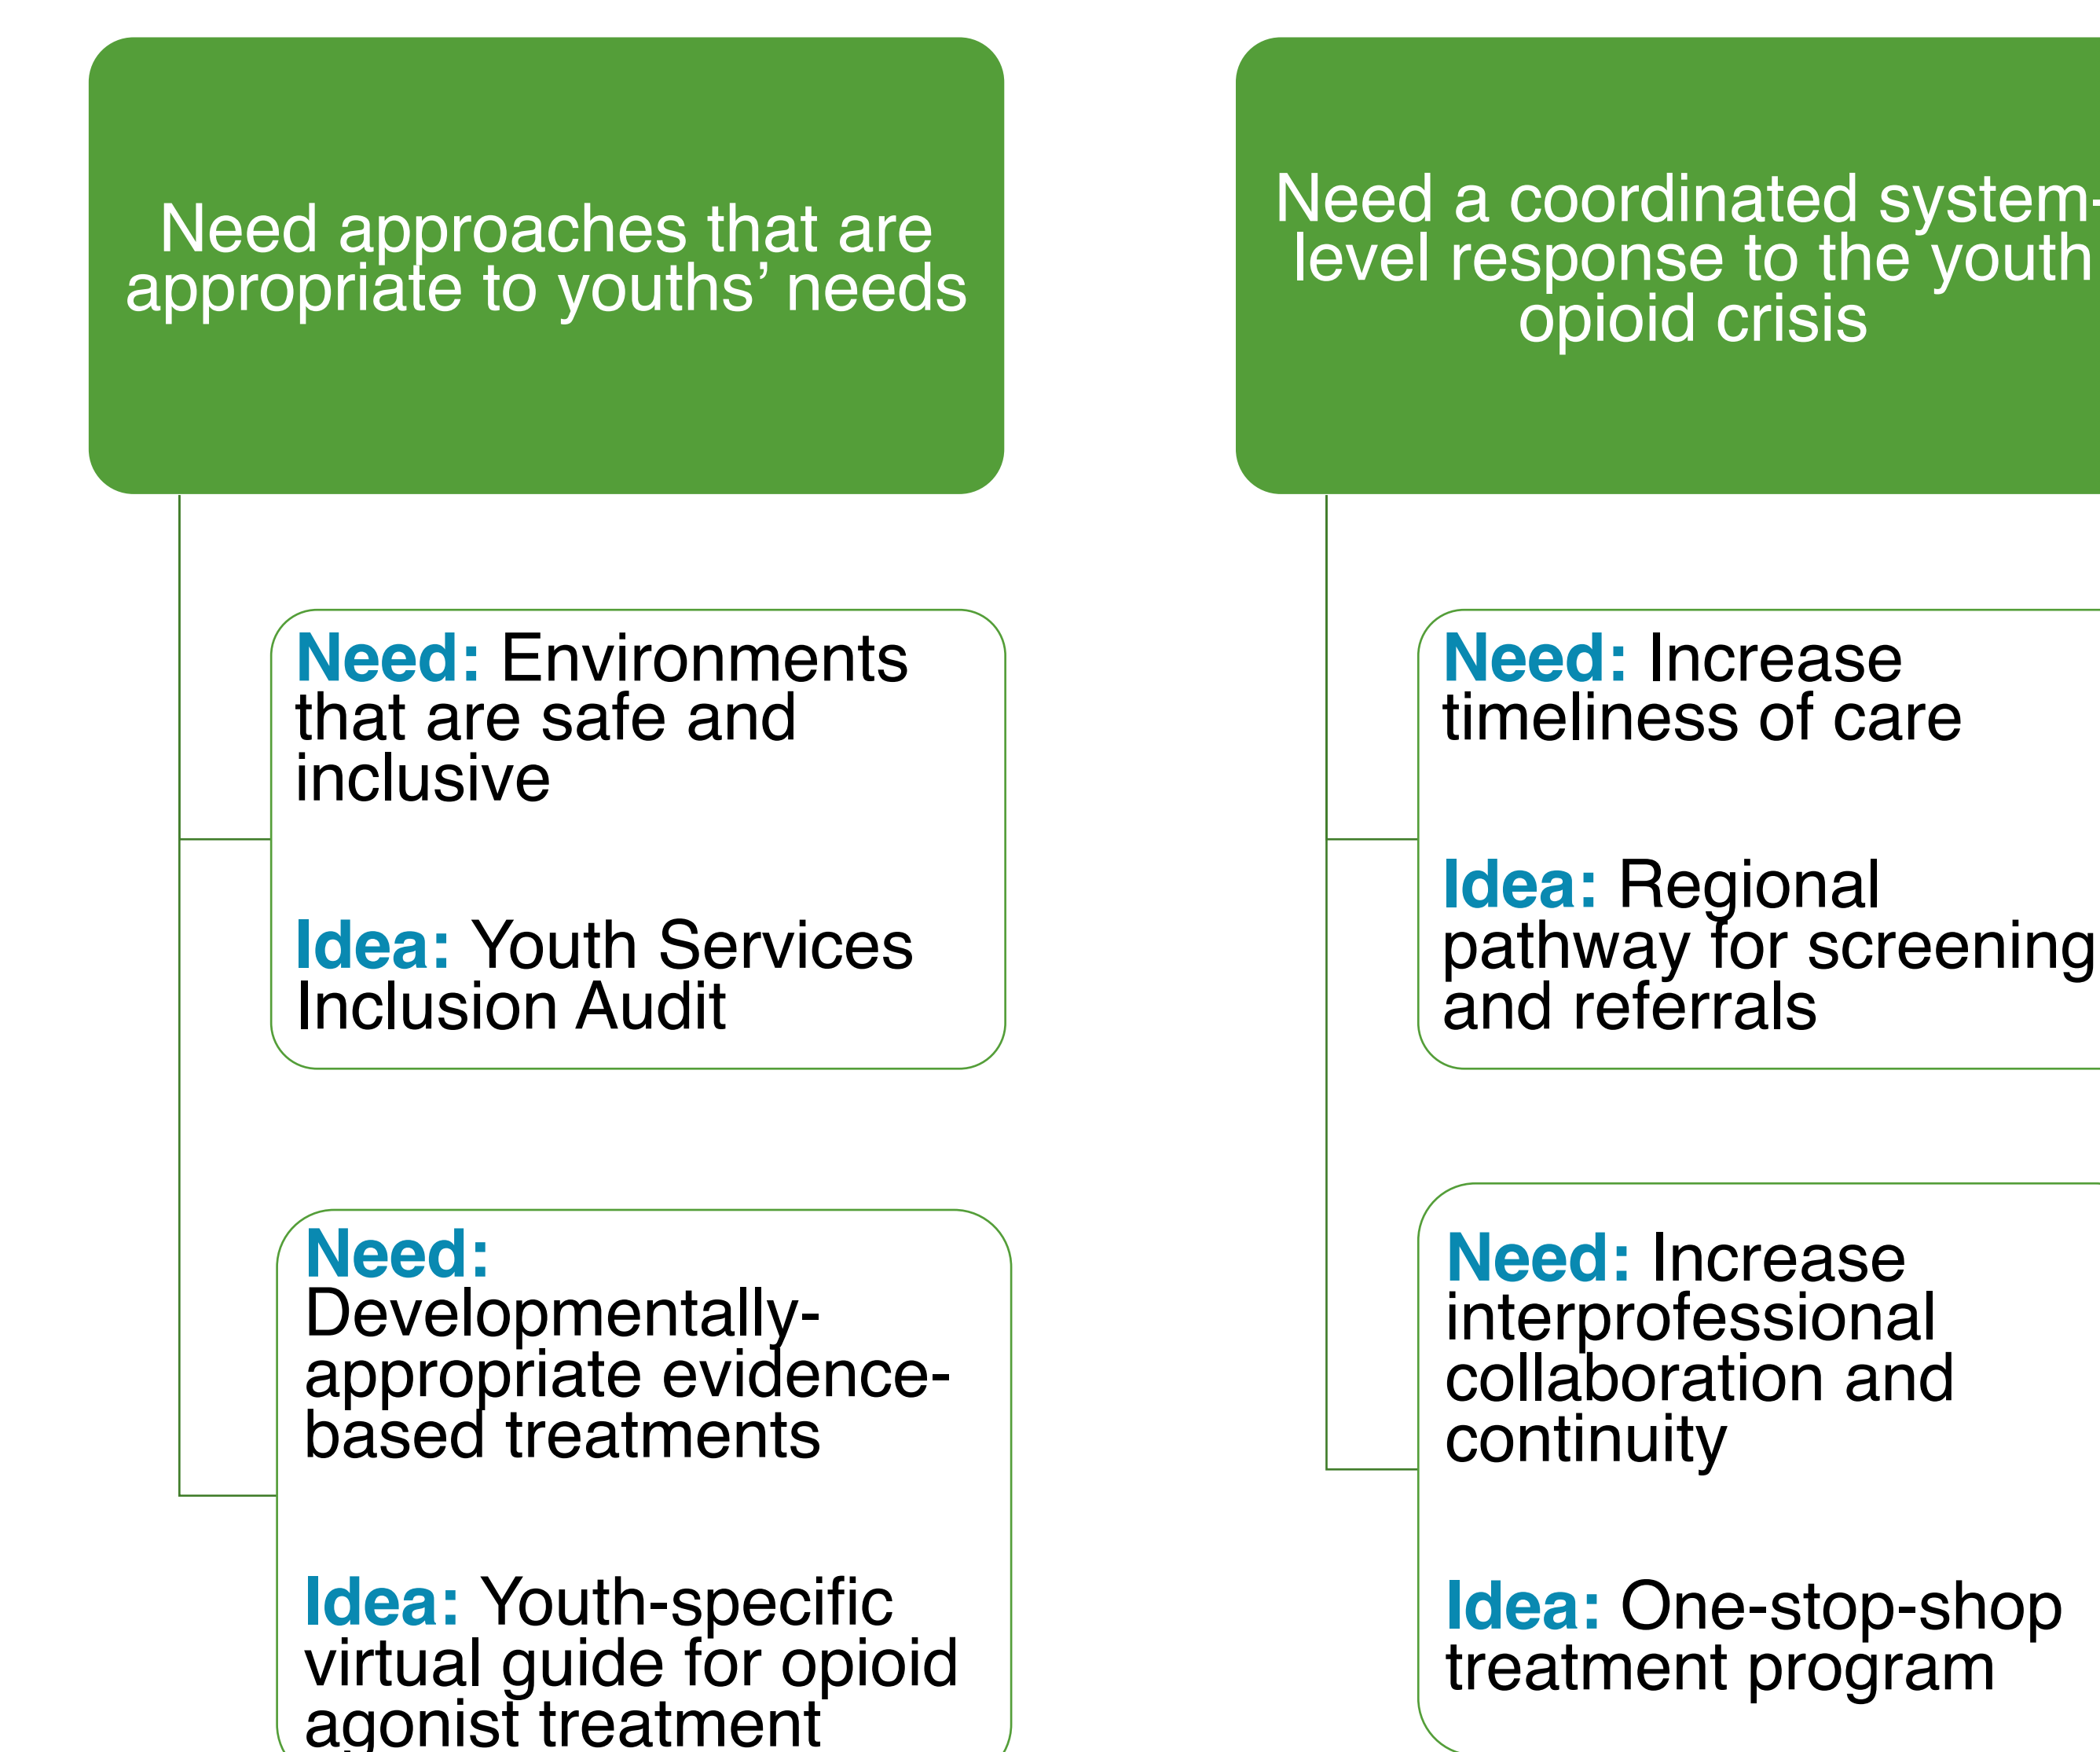 Need approaches that are
appropriate to youths’ needs
Need: Environments
that are safe and
inclusive
Idea: Youth Services
Inclusion Audit
Need:
Developmentally-
appropriate evidence-
based treatments
Idea: Youth-specific
virtual guide for opioid
agonist treatment
Need a coordinated system-
level response to the youth
opioid crisis
Need: Increase
timeliness of care
Idea: Regional
pathway for screening
and referrals
Need: Increase
interprofessional
collaboration and
continuity
Idea: One-stop-shop
treatment program